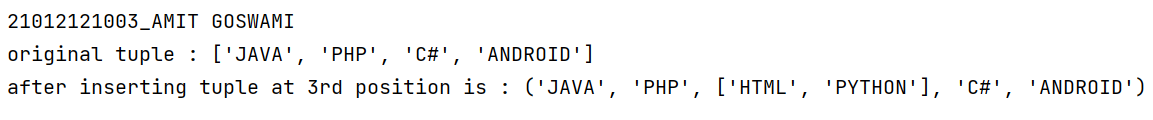 21012121003_AMIT GOSWAMI
original tuple : ['JAVA', 'PHP', 'C#', 'ANDROID']
after inserting tuple at 3rd position is : ('JAVA', 'PHP', ['HTML', 'PYTHON'], 'C#', 'ANDROID')